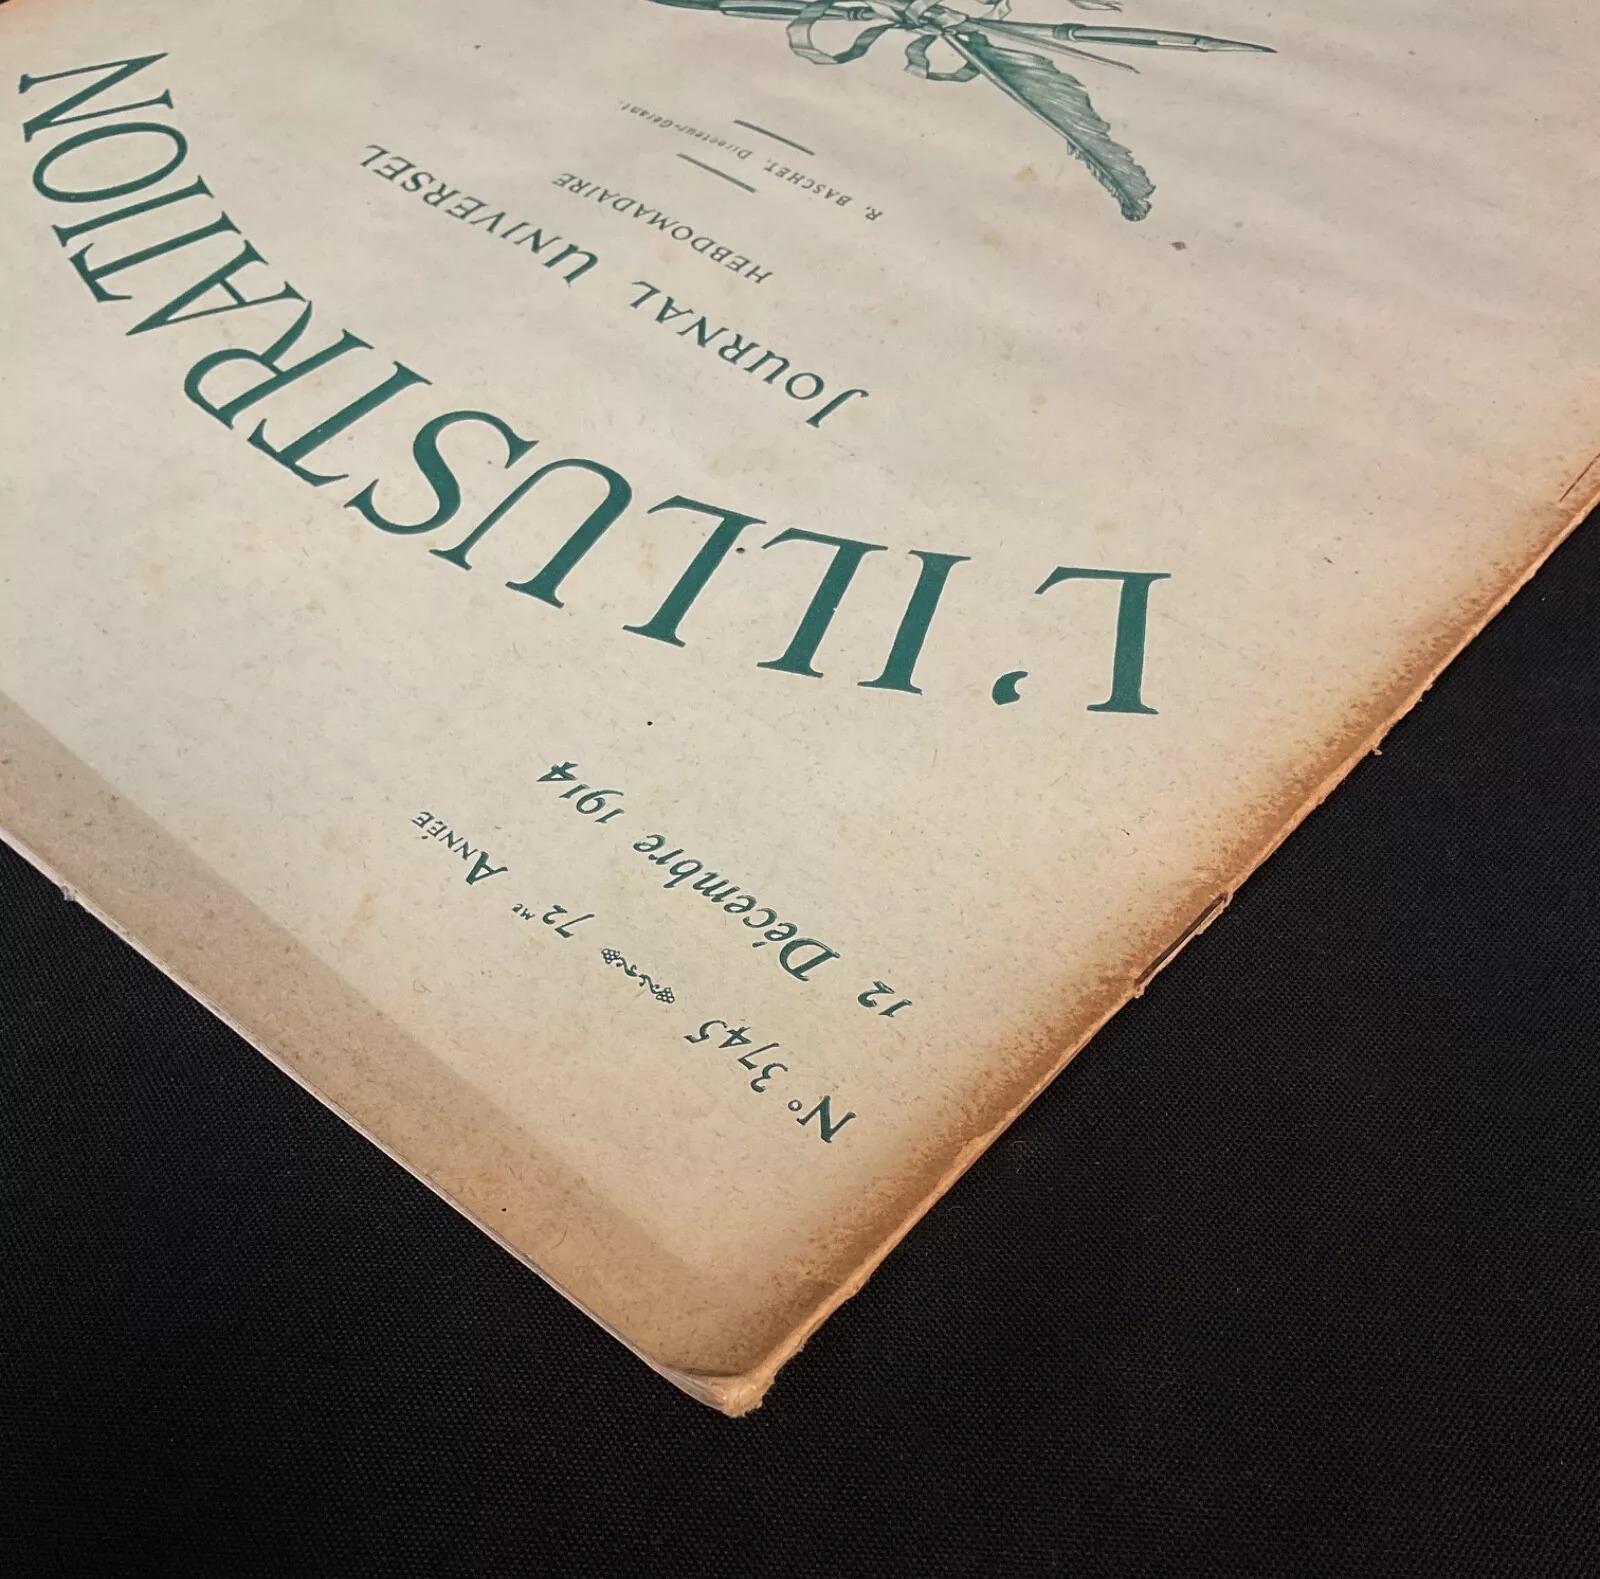 N° 3745 72ME ANNÉE
12 Décembre 1914
L'ILLUSTRATION
JOURNAL UNIVERSEL
HEBDOMADAIRE
R. BASCHET, Directeur-Gérant.